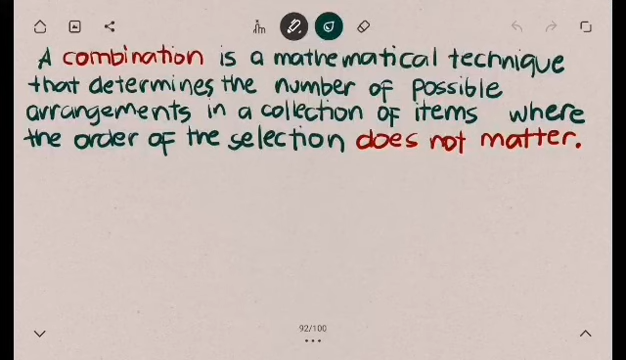 A combination is a mathematical technique
that determines the number of possible
arrangements in a collection of items where
the order of the selection does not matter.
92/100